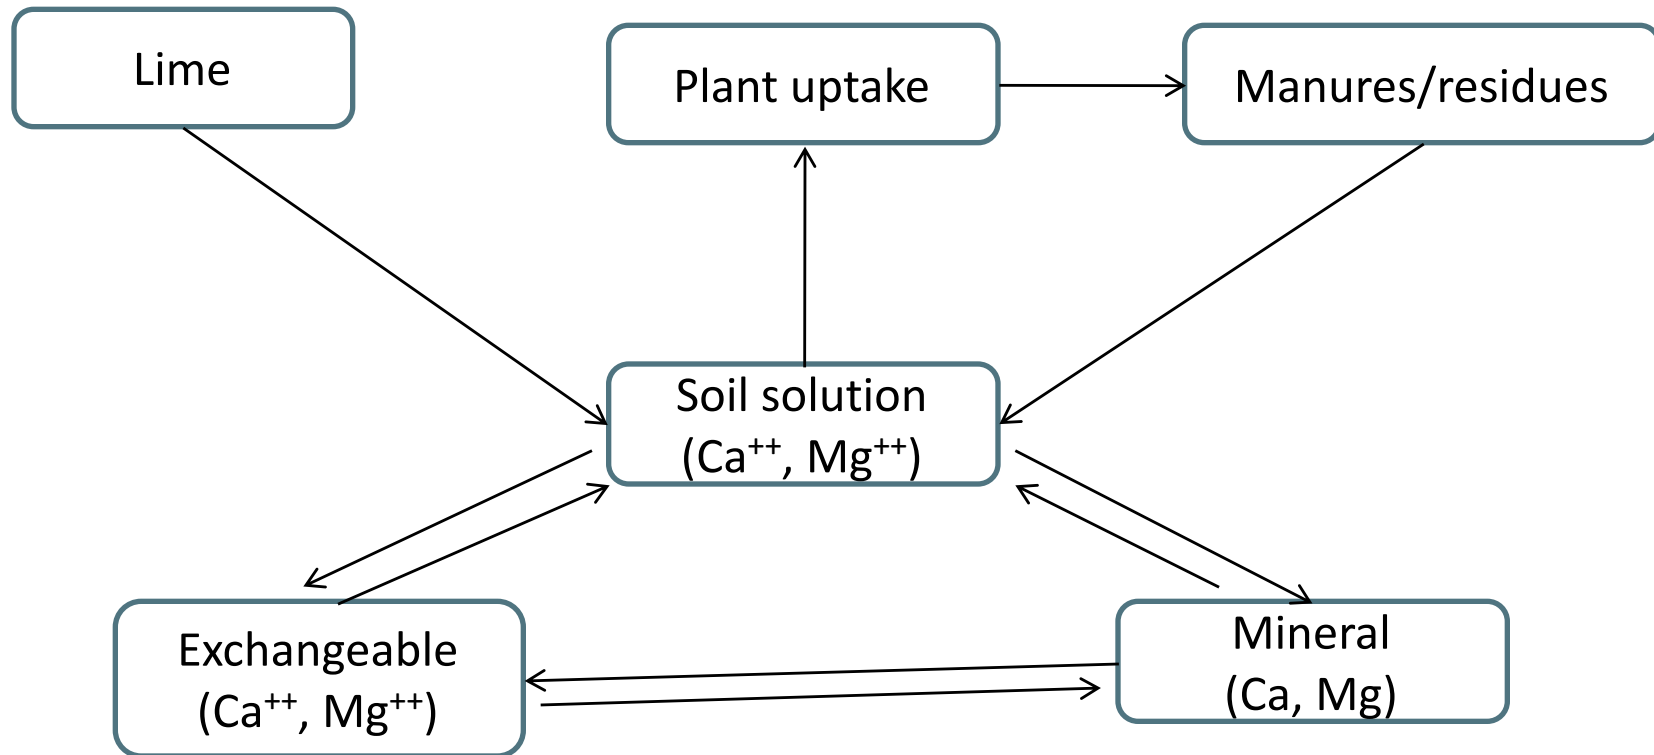 Lime
Plant uptake
Manures/residues
Soil solution
(Ca⁺⁺, Mg⁺⁺)
Exchangeable
(Ca⁺⁺, Mg⁺⁺)
Mineral
(Ca, Mg)